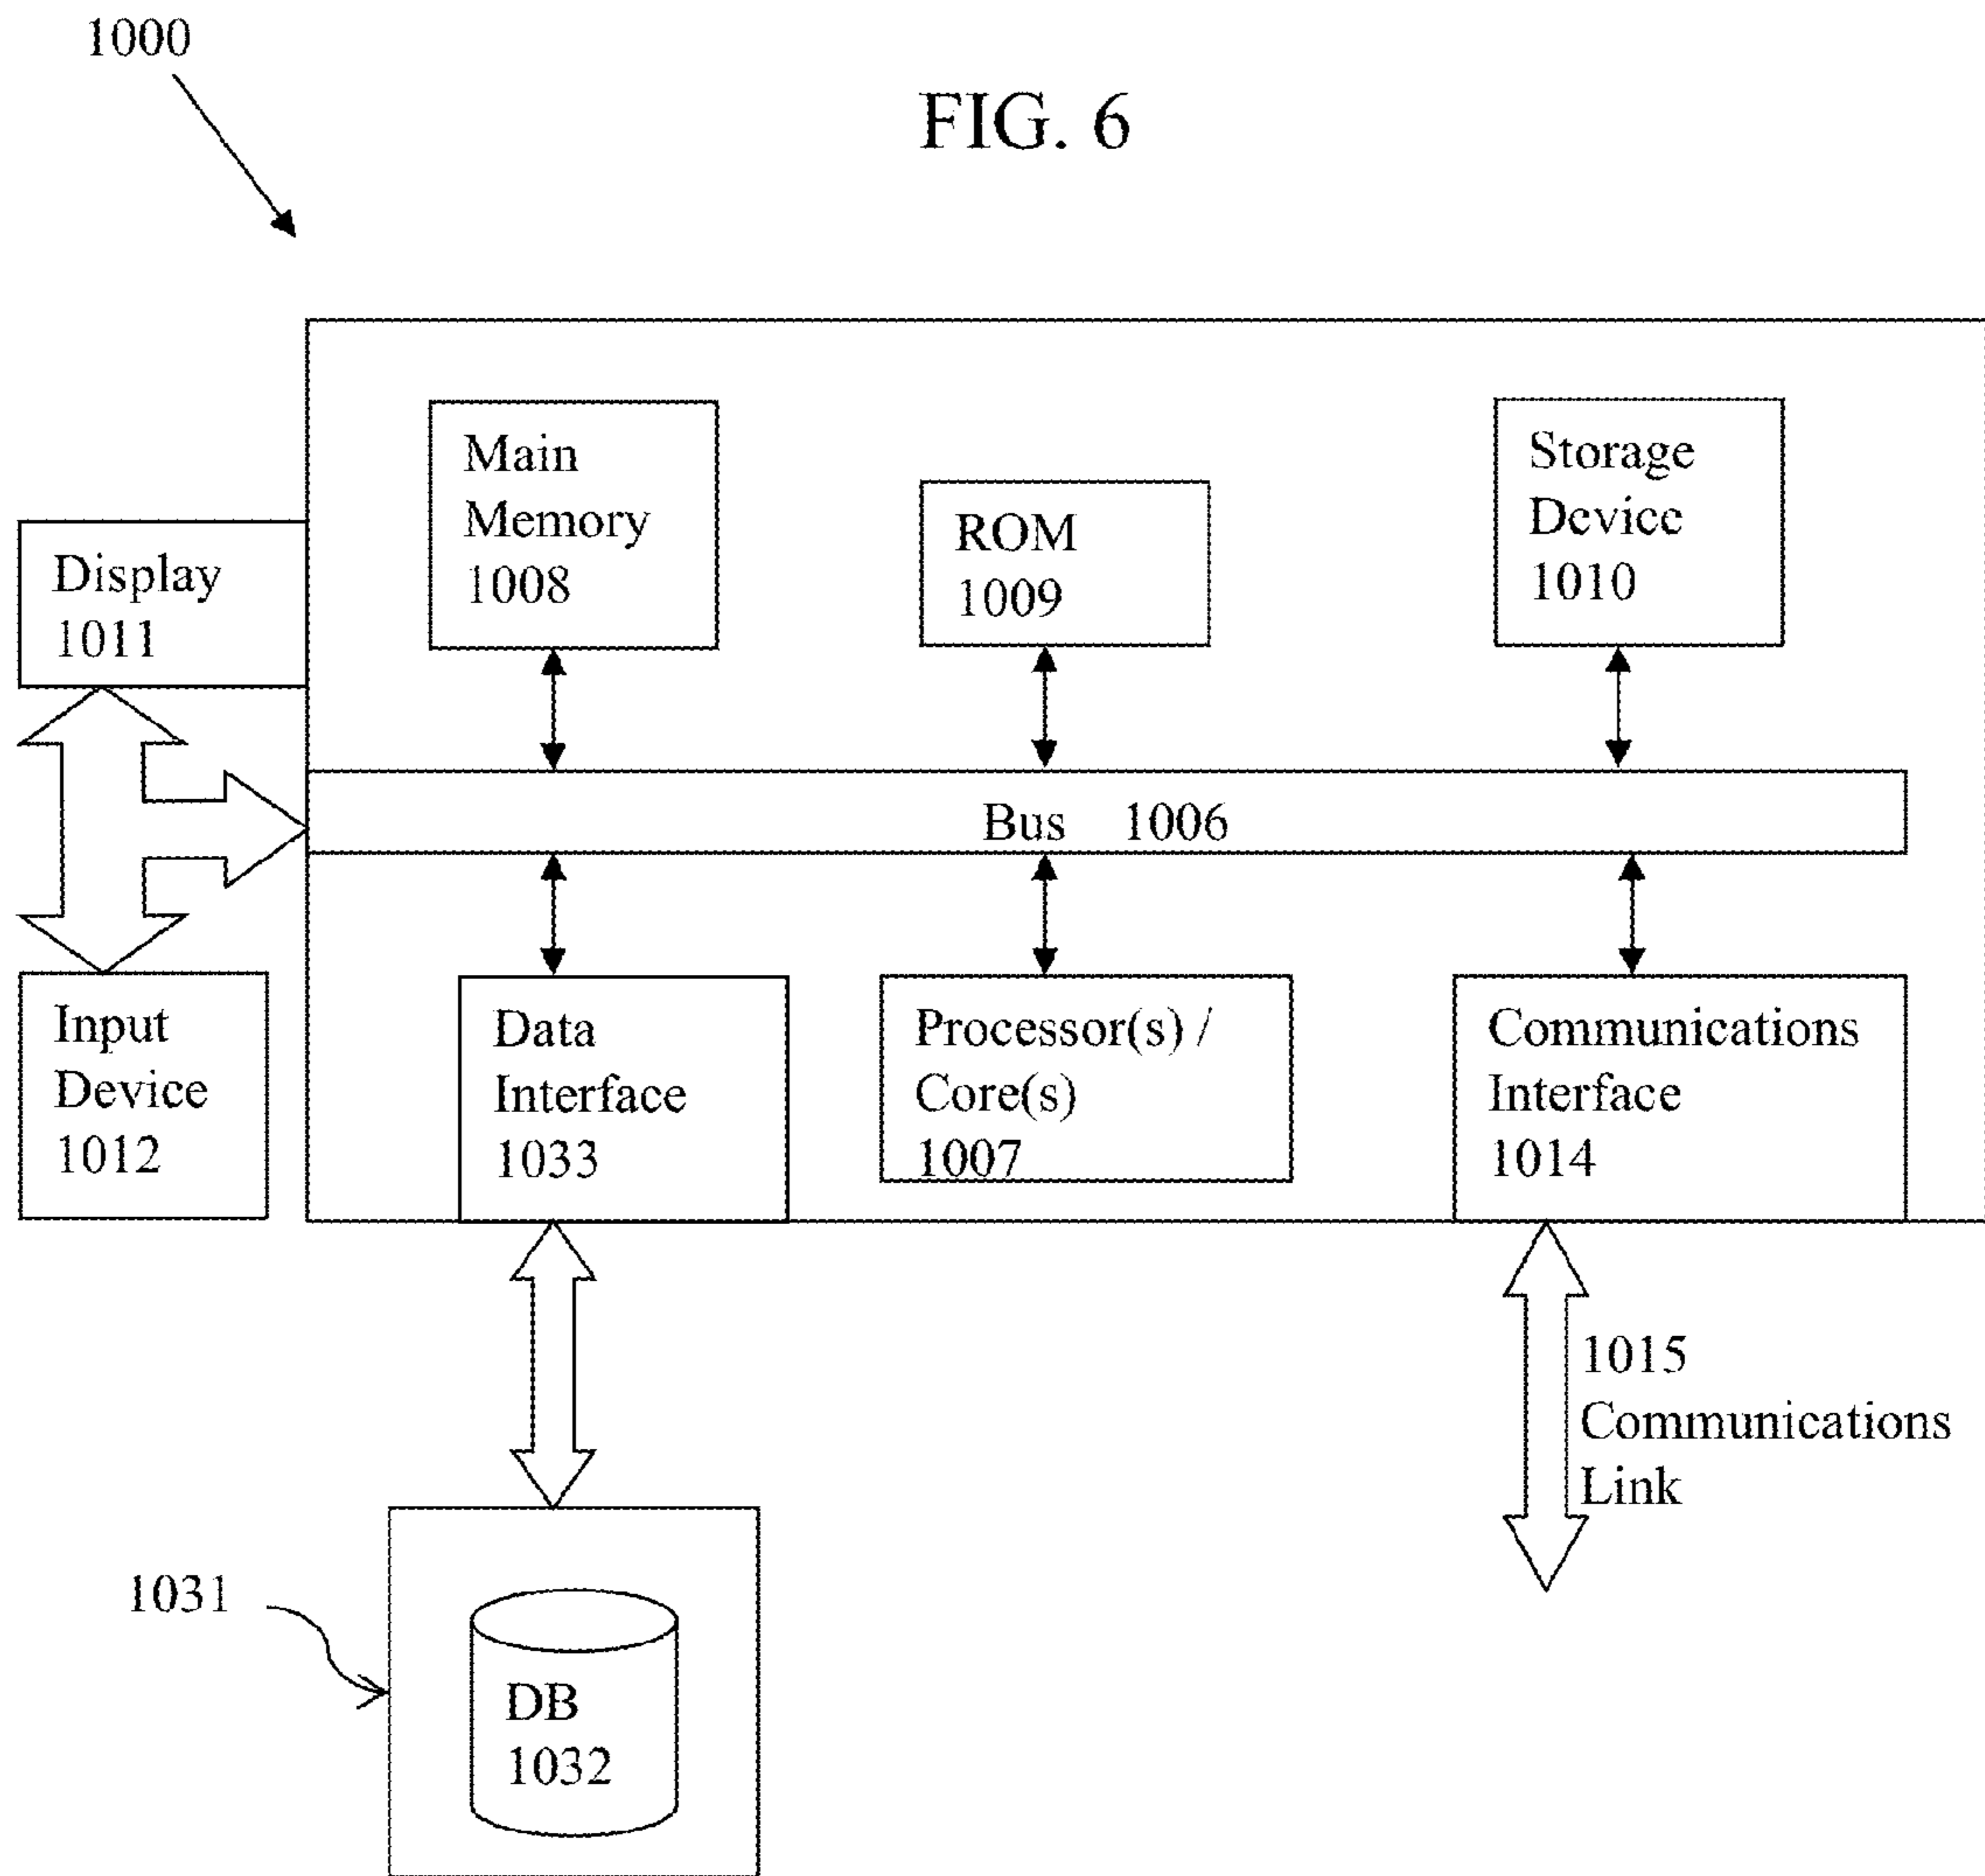 1000
FIG. 6
Main
Memory
1008
ROM
1009
Storage
Device
1010
Display
1011
Bus 1006
Input
Device
1012
Data
Interface
1033
Processor(s) /
Core(s)
1007
Communications
Interface
1014
1015
Communications
Link
1031
DB
1032